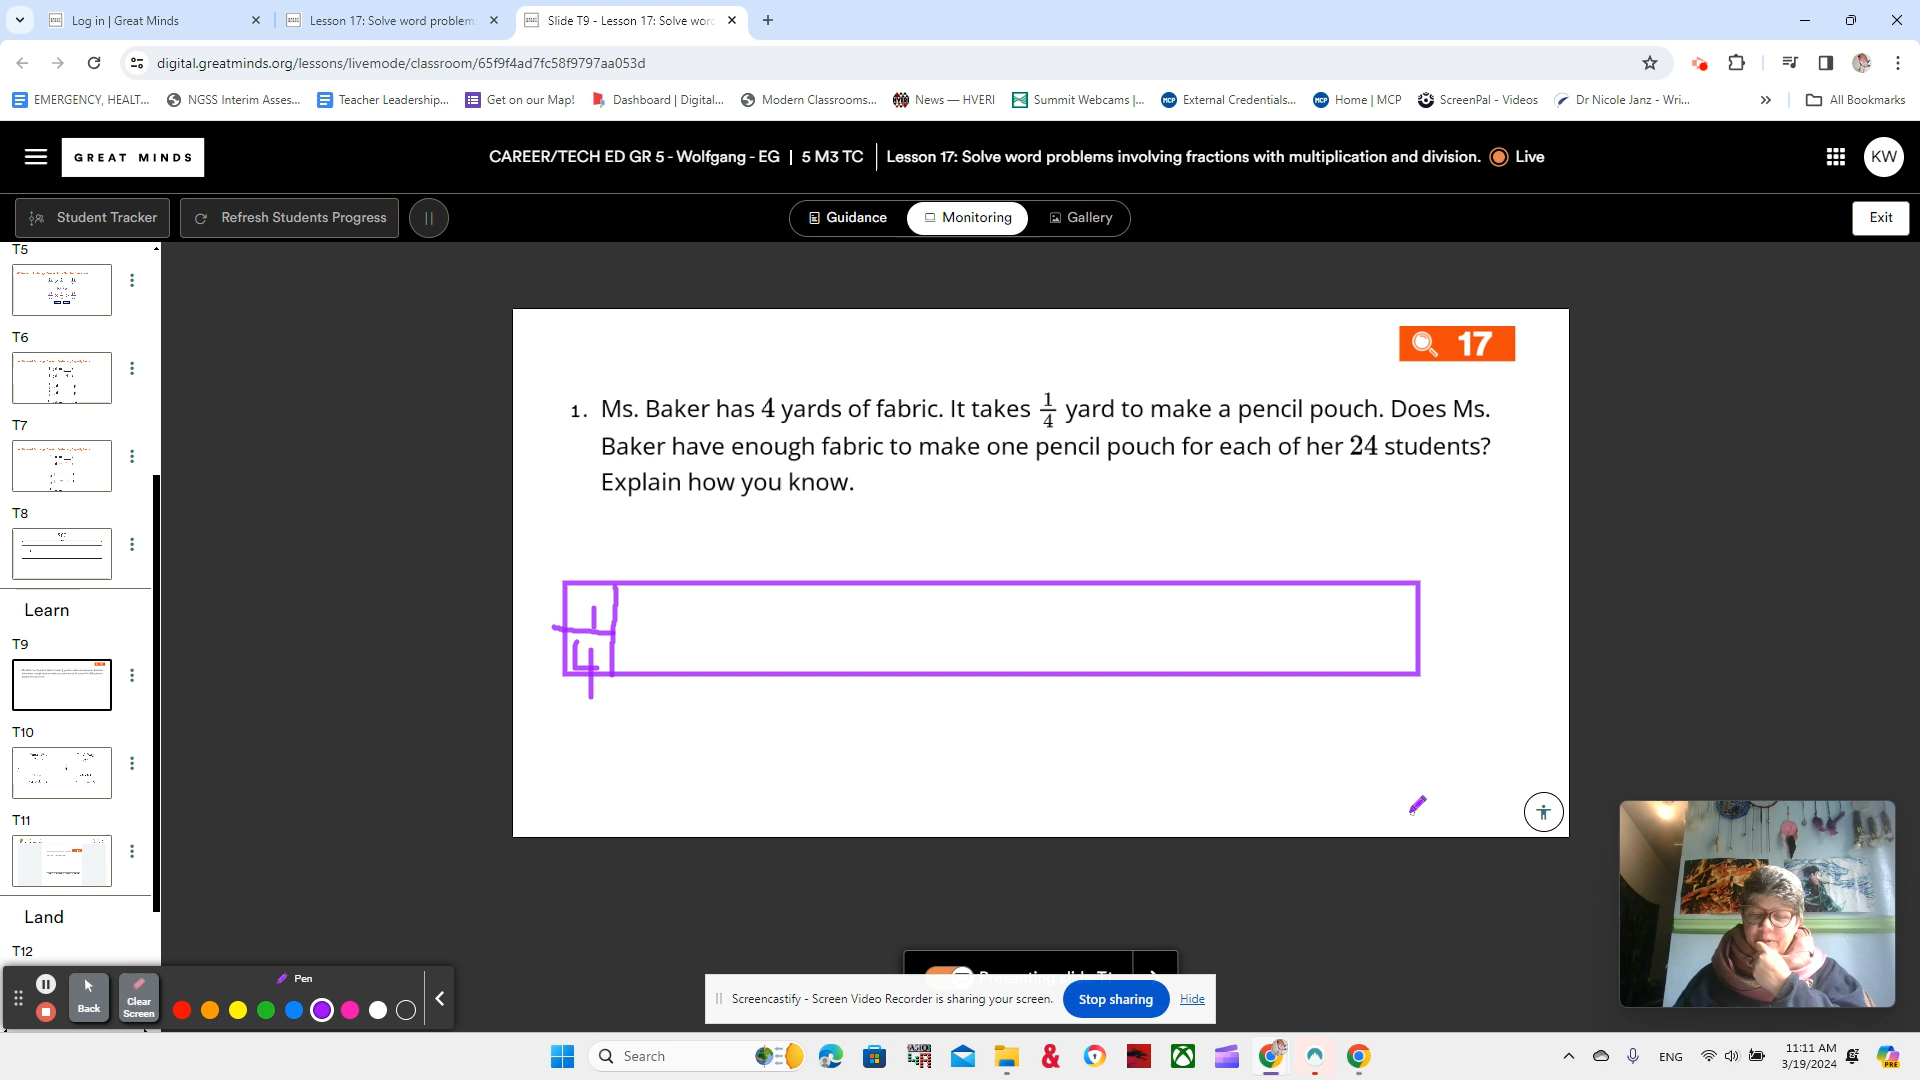 Log in | Great Minds
Lesson 17: Solve word problem
Slide T9 - Lesson 17: Solve wor
digital.greatminds.org/lessons/livemode/classroom/65f9f4ad7fc58f9797aa053d
EMERGENCY, HEALT...
NGSS Interim Asses...
Teacher Leadership...
Get on our Map!
Dashboard | Digital...
Modern Classrooms...
News — HVERI
Summit Webcams |...
External Credentials...
Home | MCP
ScreenPal - Videos
Dr Nicole Janz - Wri...
All Bookmarks
GREAT MINDS
CAREER/TECH ED GR 5 - Wolfgang - EG | 5 M3 TC | Lesson 17: Solve word problems involving fractions with multiplication and division. Live
KW
Student Tracker
Refresh Students Progress
Guidance
Monitoring
Gallery
Exit
T5
T6
T7
T8
Learn
T9
T10
T11
Land
T12
17
1. Ms. Baker has 4 yards of fabric. It takes 1/4 yard to make a pencil pouch. Does Ms.
Baker have enough fabric to make one pencil pouch for each of her 24 students?
Explain how you know.
1
4
Pen
Back
Clear
Screen
Screencastify - Screen Video Recorder is sharing your screen.
Stop sharing
Hide
Search
ENG
11:11 AM
3/19/2024